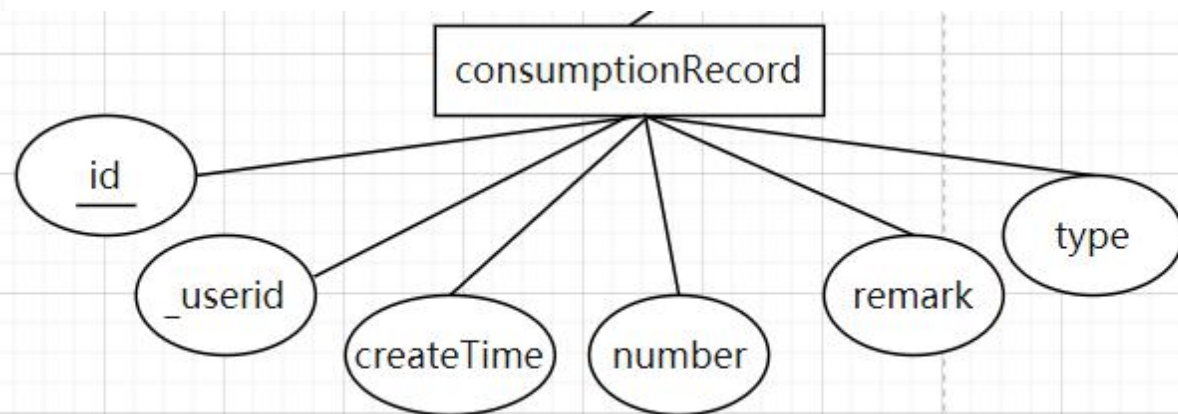 consumptionRecord
id
_userid
createTime
number
remark
type